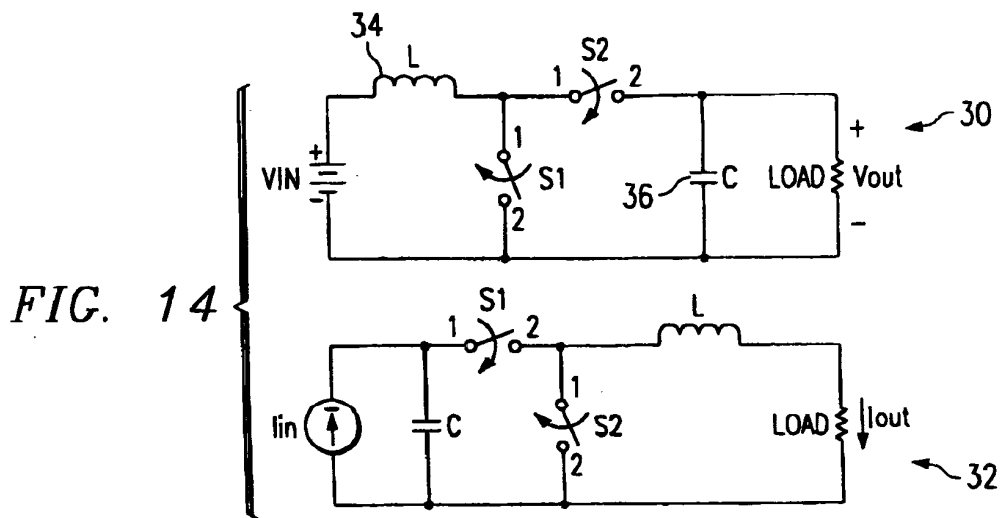 34
L
S2
1 2
30
+
1
VIN
+
-
S1
2
36
C
LOAD
Vout
-
FIG. 14
S1
1 2
L
Iin
C
1
S2
2
LOAD
Iout
32